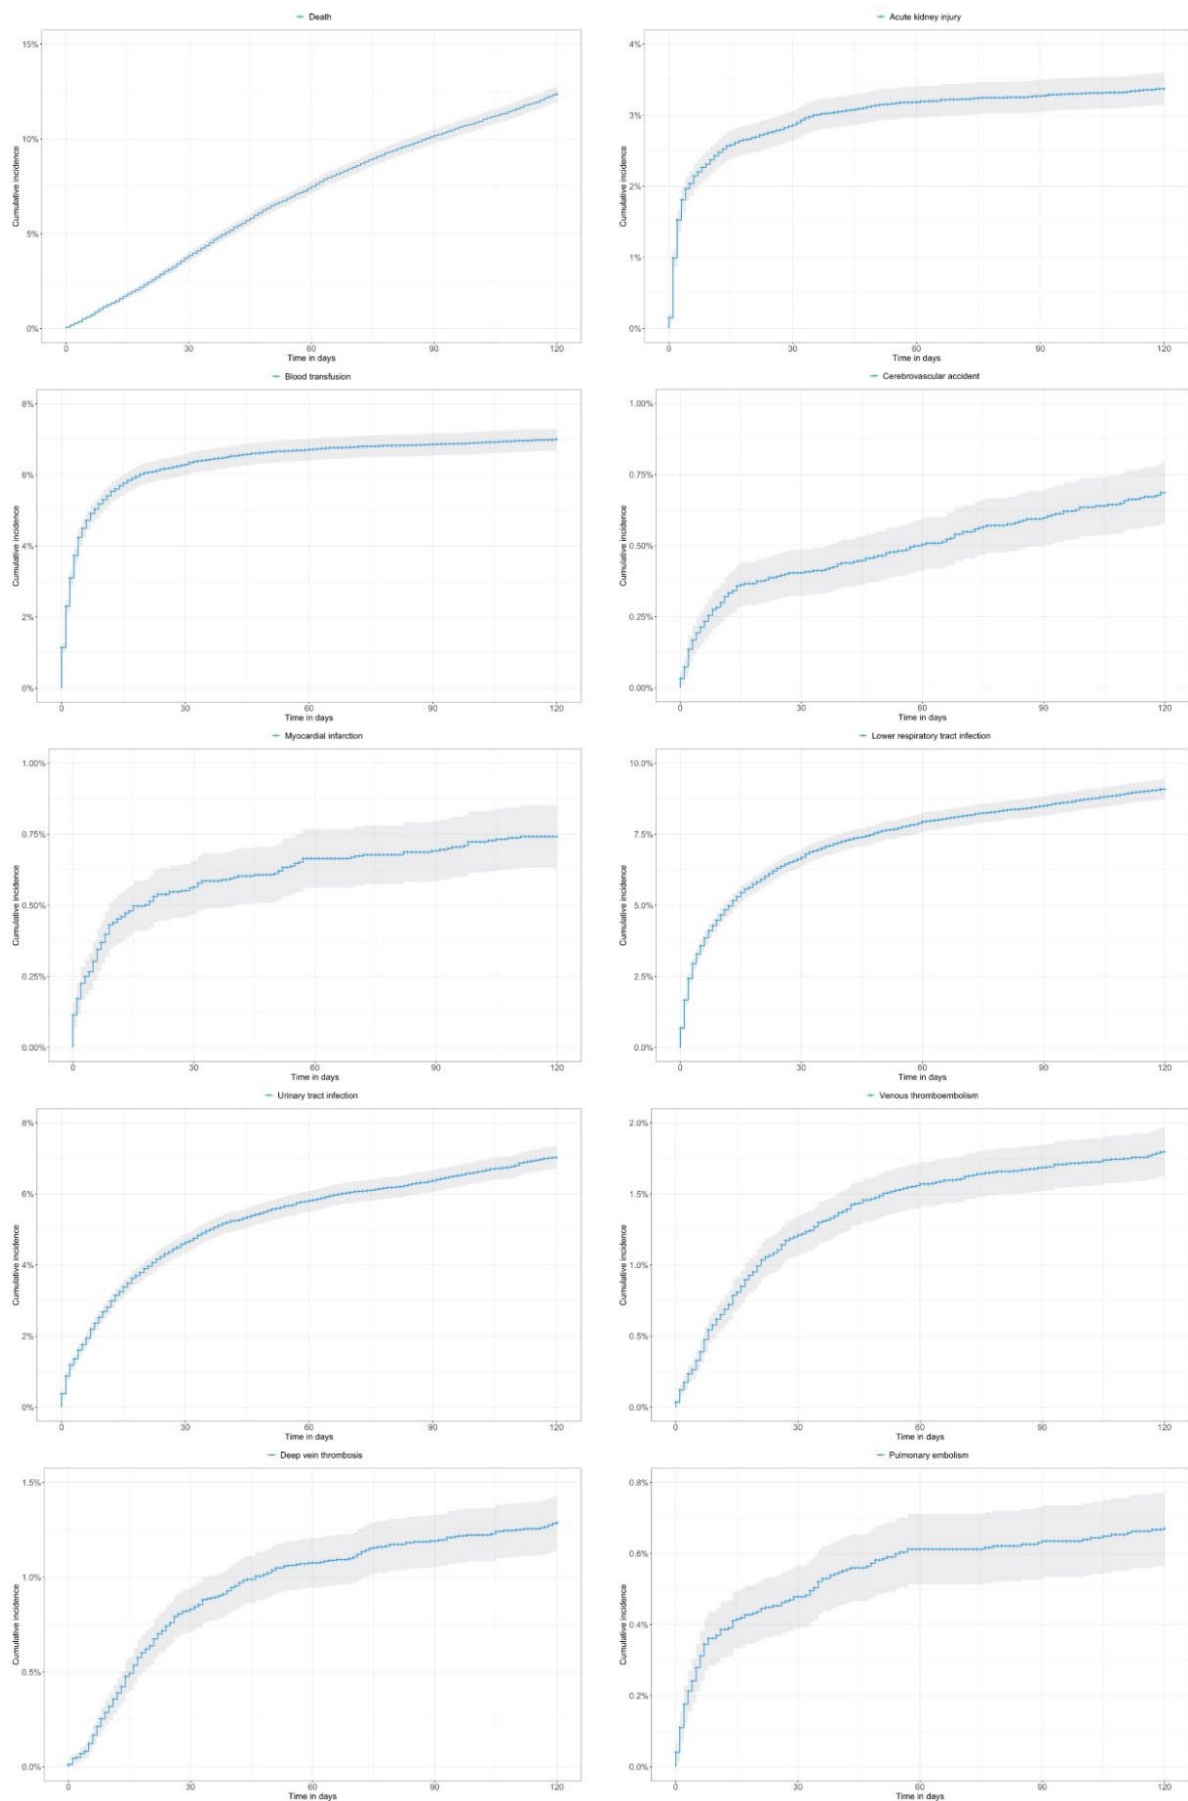 Death
Cumulative incidence
15%
10%
5%
0%
0 30 60 90 120
Time in days
Acute kidney injury
Cumulative incidence
4%
3%
2%
1%
0%
0 30 60 90 120
Time in days
Blood transfusion
Cumulative incidence
8%
6%
4%
2%
0%
0 30 60 90 120
Time in days
Cerebrovascular accident
Cumulative incidence
1.00%
0.75%
0.50%
0.25%
0.00%
0 30 60 90 120
Time in days
Myocardial infarction
Cumulative incidence
1.00%
0.75%
0.50%
0.25%
0.00%
0 30 60 90 120
Time in days
Lower respiratory tract infection
Cumulative incidence
10.0%
7.5%
5.0%
2.5%
0.0%
0 30 60 90 120
Time in days
Urinary tract infection
Cumulative incidence
8%
6%
4%
2%
0%
0 30 60 90 120
Time in days
Venous thromboembolism
Cumulative incidence
2.0%
1.5%
1.0%
0.5%
0.0%
0 30 60 90 120
Time in days
Deep vein thrombosis
Cumulative incidence
1.5%
1.0%
0.5%
0.0%
0 30 60 90 120
Time in days
Pulmonary embolism
Cumulative incidence
0.8%
0.6%
0.4%
0.2%
0.0%
0 30 60 90 120
Time in days